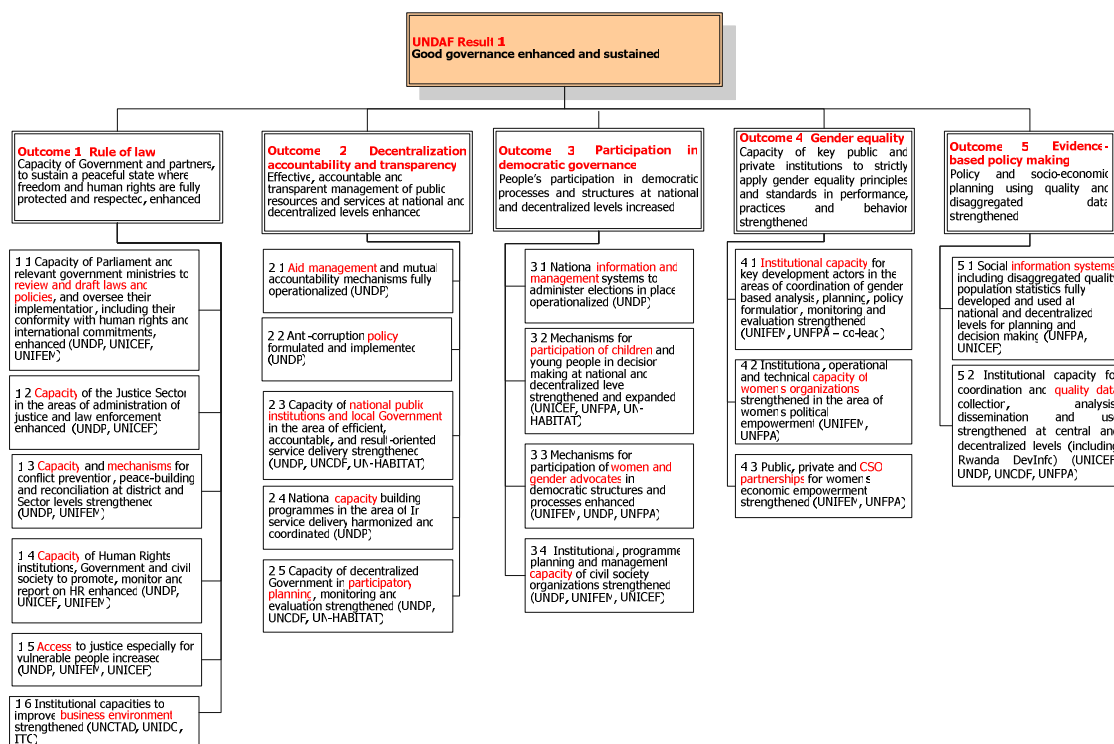 UNDAF Result 1
Good governance enhanced and sustained
Outcome 1 Rule of law
Capacity of Government and partners,
to sustain a peaceful state where
freedom and human rights are fully
protected and respected, enhanced
1 1 Capacity of Parliament and
relevant government ministries to
review and draft laws and
policies, and oversee their
implementation, including their
conformity with human rights and
international commitments,
enhanced (UNDP, UNICEF,
UNIFEM)
1 2 Capacity of the Justice Sector
in the areas of administration of
justice and law enforcement
enhanced (UNDP, UNICEF)
1 3 Capacity and mechanisms for
conflict prevention, peace-building
and reconciliation at district and
Sector levels strengthened
(UNDP, UNIFEM)
1 4 Capacity of Human Rights
institutions, Government and civil
society to promote, monitor and
report on HR enhanced (UNDP,
UNICEF, UNIFEM)
1 5 Access to justice especially for
vulnerable people increased
(UNDP, UNIFEM, UNICEF)
1 6 Institutional capacities to
improve business environment
strengthened (UNCTAD, UNIDO,
ITC)
Outcome 2 Decentralization
accountability and transparency
Effective, accountable and
transparent management of public
resources and services at national and
decentralized levels enhanced
2 1 Aid management and mutual
accountability mechanisms fully
operationalized (UNDP)
2 2 Anti-corruption policy
formulated and implemented
(UNDP)
2 3 Capacity of national public
institutions and local Government
in the area of efficient,
accountable, and result-oriented
service delivery strengthened
(UNDP, UNCDF, UN-HABITAT)
2 4 National capacity building
programmes in the area of In
service delivery harmonized and
coordinated (UNDP)
2 5 Capacity of decentralized
Government in participatory
planning, monitoring and
evaluation strengthened (UNDP,
UNCDF, UN-HABITAT)
Outcome 3 Participation in
democratic governance
People's participation in democratic
processes and structures at national
and decentralized levels increased
3 1 National information and
management systems to
administer elections in place
operationalized (UNDP)
3 2 Mechanisms for
participation of children and
young people in decision
making at national and
decentralized leve
strengthened and expanded
(UNICEF, UNFPA, UN-
HABITAT)
3 3 Mechanisms for
participation of women and
gender advocates in
democratic structures and
processes enhanced
(UNIFEM, UNDP, UNFPA)
3 4 Institutional, programme
planning and management
capacity of civil society
organizations strengthened
(UNDP, UNIFEM, UNICEF)
Outcome 4 Gender equality
Capacity of key public and
private institutions to strictly
apply gender equality principles
and standards in performance,
practices and behavior
strengthened
4 1 Institutional capacity for
key development actors in the
areas of coordination of gender
based analysis, planning, policy
formulation, monitoring and
evaluation strengthened
(UNIFEM, UNFPA – co-lead)
4 2 Institutional, operational
and technical capacity of
women s organizations
strengthened in the area of
women s political
empowerment (UNIFEM,
UNFPA)
4 3 Public, private and CSO
partnerships for women s
economic empowerment
strengthened (UNIFEM, UNFPA)
Outcome 5 Evidence-
based policy making
Policy and socio-economic
planning using quality and
disaggregated data
strengthened
5 1 Social information systems
including disaggregated quality
population statistics fully
developed and used at
national and decentralized
levels for planning and
decision making (UNFPA,
UNICEF)
5 2 Institutional capacity fo
coordination and quality data
collection, analysis
dissemination and use
strengthened at central and
decentralized levels (including
Rwanda DevInfo) (UNICEF
UNDP, UNCDF, UNFPA)